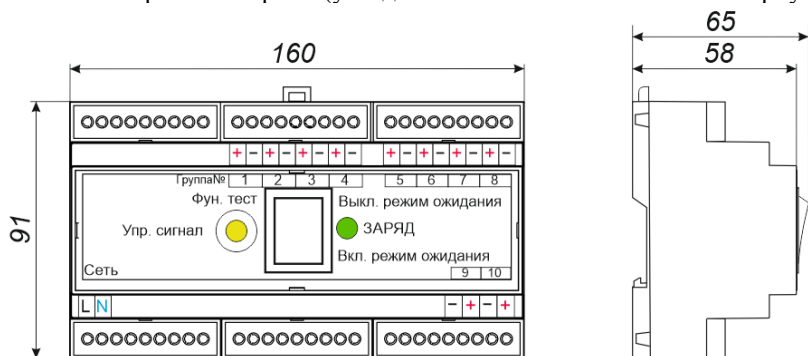 65
160
58
+ - + - + - + - + - + - + - + -
Группа№ 1 2 3 4 5 6 7 8
Фун. тест
Выкл. режим ожидания
Упр. сигнал
ЗАРЯД
Вкл. режим ожидания
Сеть
9 10
L N
- + - +
91